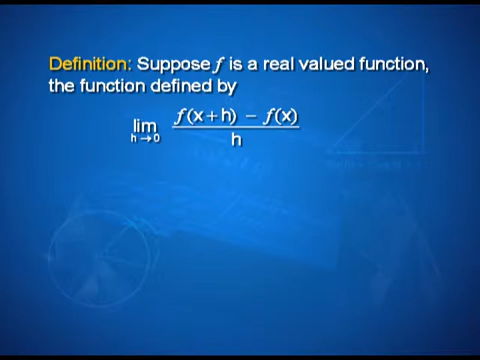 Definition: Suppose f is a real valued function,
the function defined by
lim h→0 f(x+h) − f(x) / h